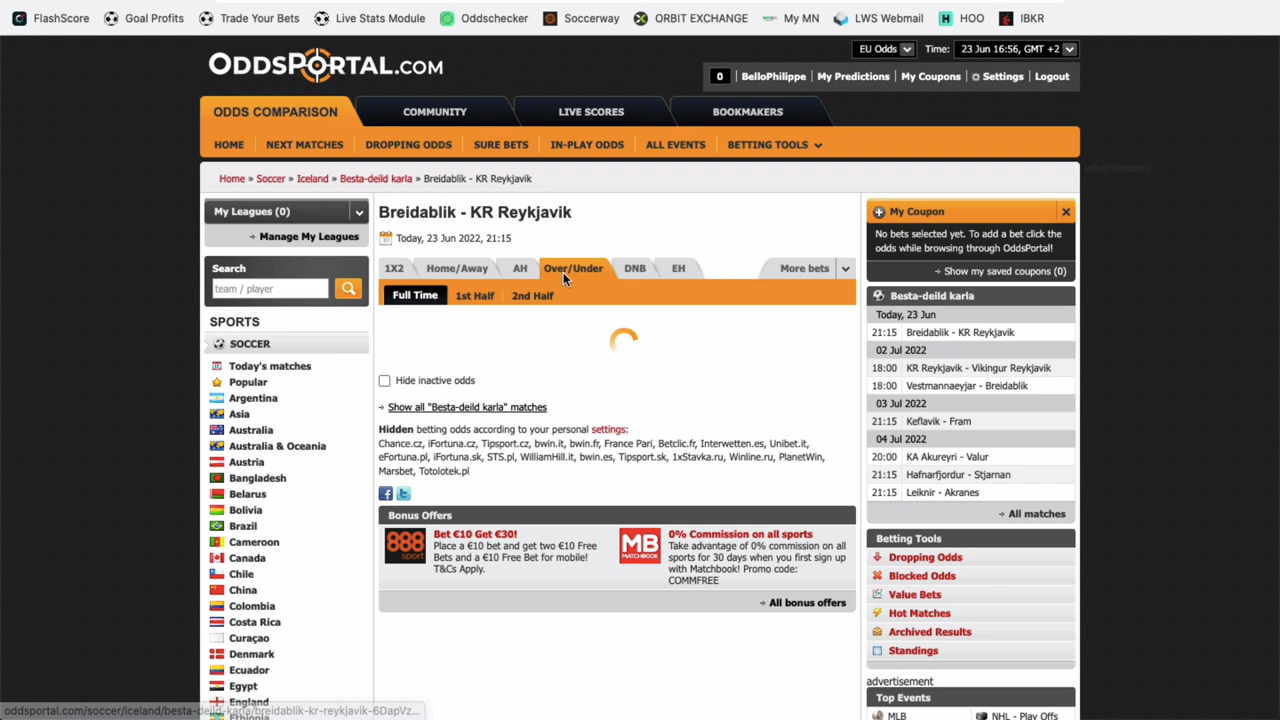 FlashScore Goal Profits Trade Your Bets Live Stats Module Oddschecker Soccerway ORBIT EXCHANGE My MN LWS Webmail H HOO IBKR
ODDSPORTAL.COM
EU Odds Time: 23 Jun 16:56, GMT +2
0 BelloPhilippe My Predictions My Coupons Settings Logout
ODDS COMPARISON COMMUNITY LIVE SCORES BOOKMAKERS
HOME NEXT MATCHES DROPPING ODDS SURE BETS IN-PLAY ODDS ALL EVENTS BETTING TOOLS
Home » Soccer » Iceland » Besta-deild karla » Breidablik - KR Reykjavik
advertisement
My Leagues (0)
Manage My Leagues
Search
team / player
SPORTS
SOCCER
Today's matches
Popular
Argentina
Asia
Australia
Australia & Oceania
Austria
Bangladesh
Belarus
Bolivia
Brazil
Cameroon
Canada
Chile
China
Colombia
Costa Rica
Curaçao
Denmark
Ecuador
Egypt
England
Ethiopia
oddsportal.com/soccer/iceland/besta-deild-karla/breidablik-kr-reykjavik-6DapVz...
Breidablik - KR Reykjavik
Today, 23 Jun 2022, 21:15
1X2 Home/Away AH Over/Under DNB EH More bets
Full Time 1st Half 2nd Half
Hide inactive odds
Show all "Besta-deild karla" matches
Hidden betting odds according to your personal settings:
Chance.cz, iFortuna.cz, Tipsport.cz, bwin.it, bwin.fr, France Pari, Betclic.fr, Interwetten.es, Unibet.it,
eFortuna.pl, iFortuna.sk, STS.pl, WilliamHill.it, bwin.es, Tipsport.sk, 1xStavka.ru, Winline.ru, PlanetWin,
Marsbet, Totolotek.pl
Bonus Offers
888
sport
Bet €10 Get €30!
Place a €10 bet and get two €10 Free
Bets and a €10 Free Bet for mobile!
T&Cs Apply.
MB
MATCHBOOK
0% Commission on all sports
Take advantage of 0% commission on all
sports for 30 days when you first sign up
with Matchbook! Promo code:
COMMFREE
All bonus offers
My Coupon
No bets selected yet. To add a bet click the
odds while browsing through OddsPortal!
Show my saved coupons (0)
Besta-deild karla
Today, 23 Jun
21:15 Breidablik - KR Reykjavik
02 Jul 2022
18:00 KR Reykjavik - Vikingur Reykjavik
18:00 Vestmannaeyjar - Breidablik
03 Jul 2022
21:15 Keflavik - Fram
04 Jul 2022
20:00 KA Akureyri - Valur
21:15 Hafnarfjordur - Stjarnan
21:15 Leiknir - Akranes
All matches
Betting Tools
Dropping Odds
Blocked Odds
Value Bets
Hot Matches
Archived Results
Standings
advertisement
Top Events
MLB NHL - Play Offs